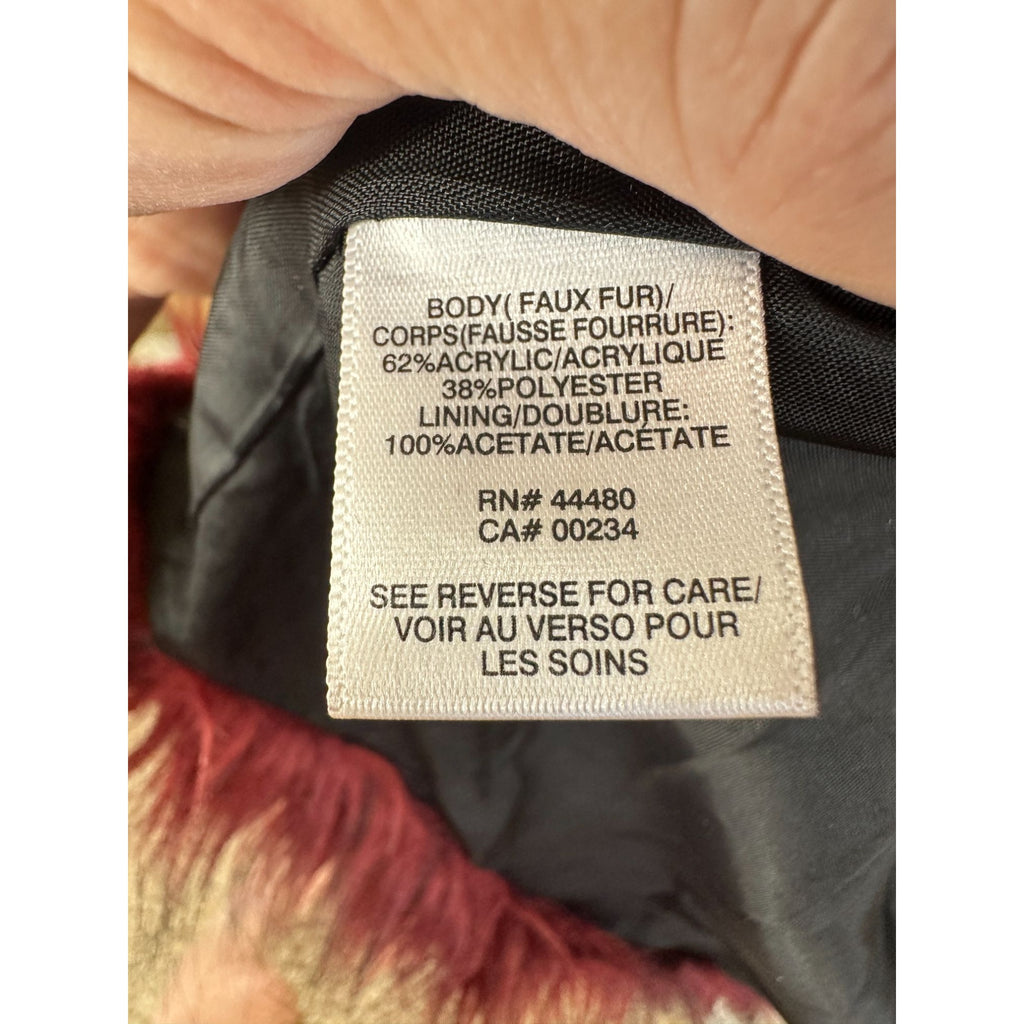 BODY( FAUX FUR)/
CORPS(FAUSSE FOURRURE):
62%ACRYLIC/ACRYLIQUE
38%POLYESTER
LINING/DOUBLURE:
100%ACETATE/ACÉTATE
RN# 44480
CA# 00234
SEE REVERSE FOR CARE/
VOIR AU VERSO POUR
LES SOINS